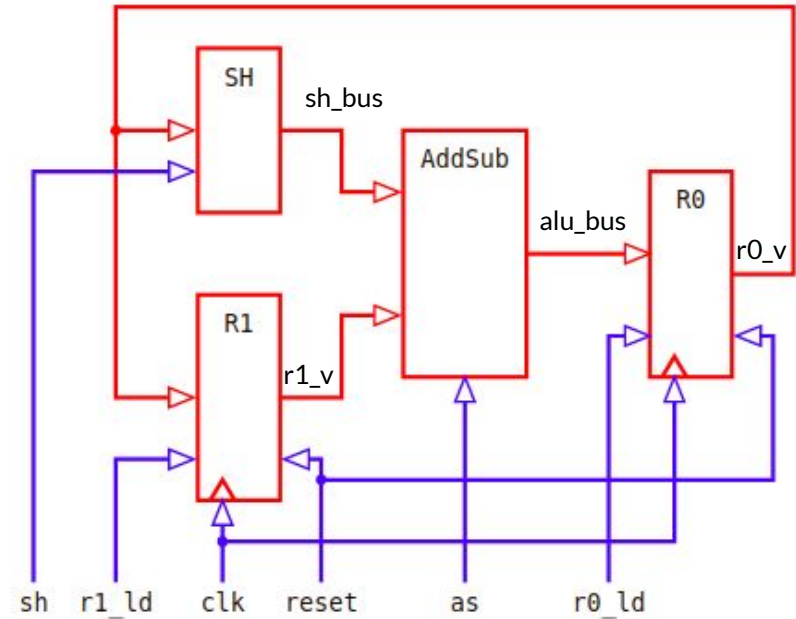 SH
sh_bus
AddSub
R0
alu_bus
r0_v
R1
r1_v
sh r1_ld clk reset as r0_ld